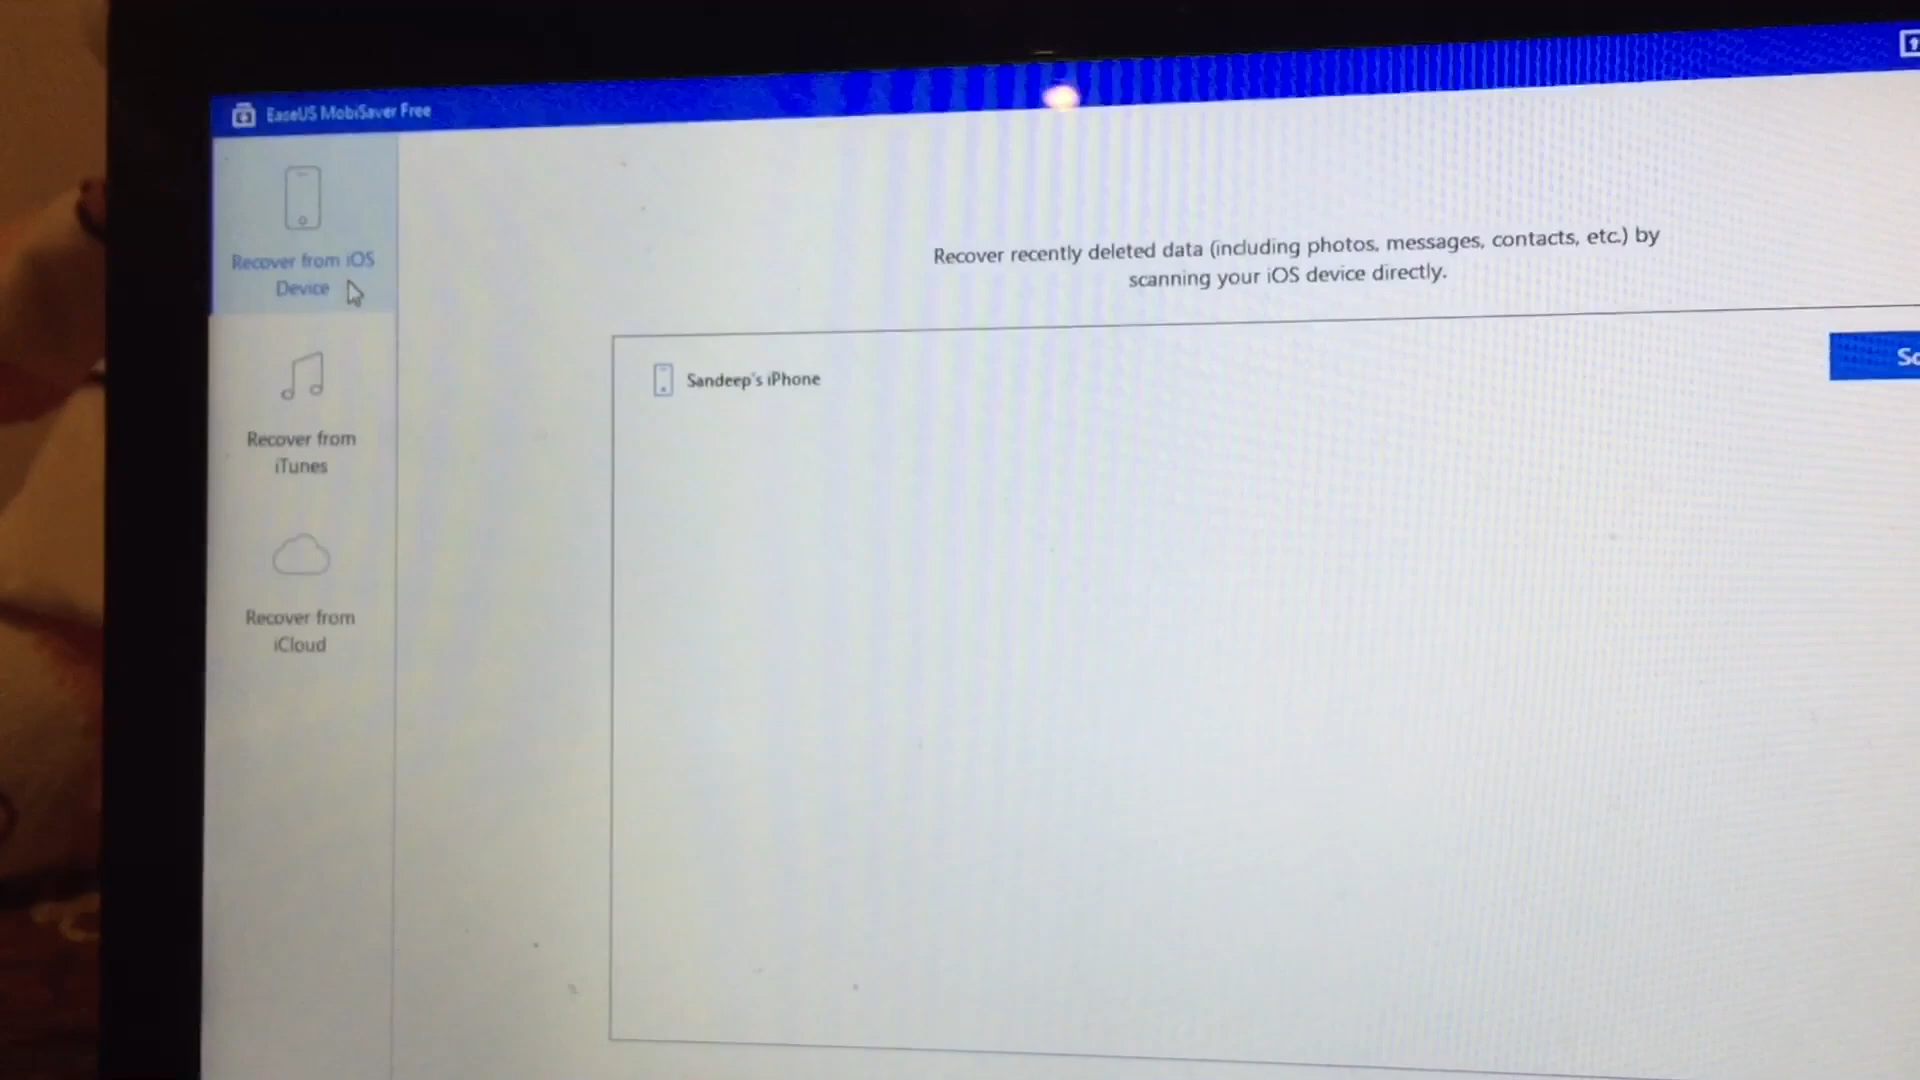 EaseUS MobiSaver Free
Recover from iOS
Device
Recover from
iTunes
Recover from
iCloud
Recover recently deleted data (including photos, messages, contacts, etc.) by
scanning your iOS device directly.
Sandeep's iPhone